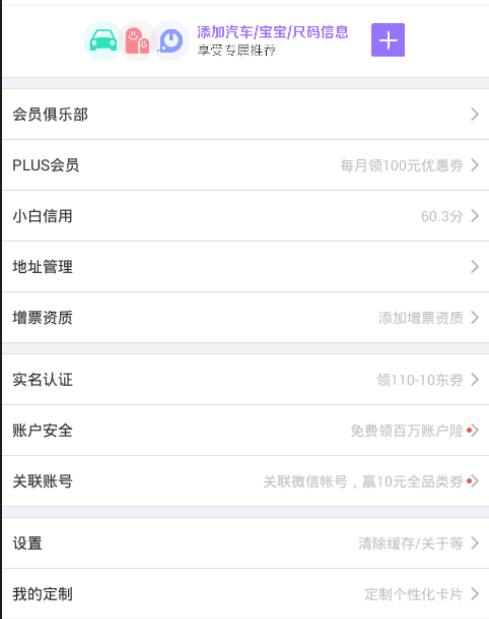 添加汽车/宝宝/尺码信息
享受专属推荐
会员俱乐部
PLUS会员 每月领100元优惠券
小白信用 60.3分
地址管理
增票资质 添加增票资质
实名认证 领110-10东券
账户安全 免费领百万账户险
关联账号 关联微信帐号，赢10元全品类券
设置 清除缓存/关于等
我的定制 定制个性化卡片